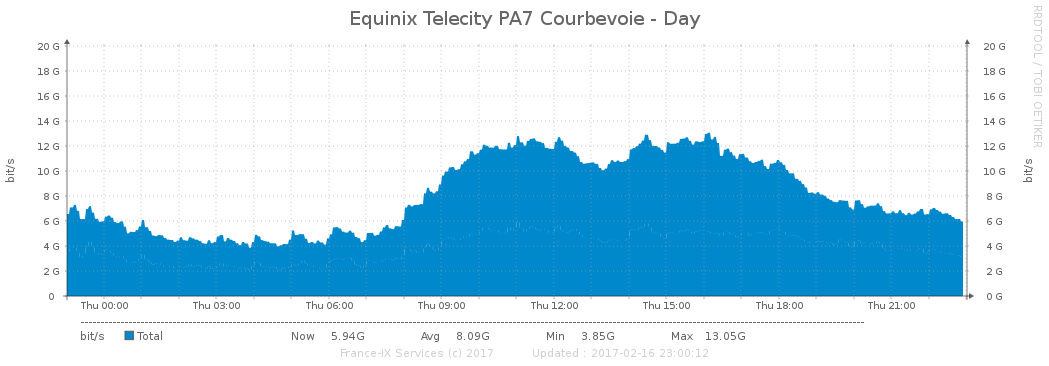 Equinix Telecity PA7 Courbevoie - Day
RRDTOOL / TOBI OETIKER
20 G 20 G
18 G 18 G
16 G 16 G
14 G 14 G
12 G 12 G
10 G 10 G
8 G 8 G
6 G 6 G
4 G 4 G
2 G 2 G
0 0 G
bit/s
bit/s
Thu 00:00 Thu 03:00 Thu 06:00 Thu 09:00 Thu 12:00 Thu 15:00 Thu 18:00 Thu 21:00
bit/s Total Now 5.94G Avg 8.09G Min 3.85G Max 13.05G
France-IX Services (c) 2017 Updated : 2017-02-16 23:00:12